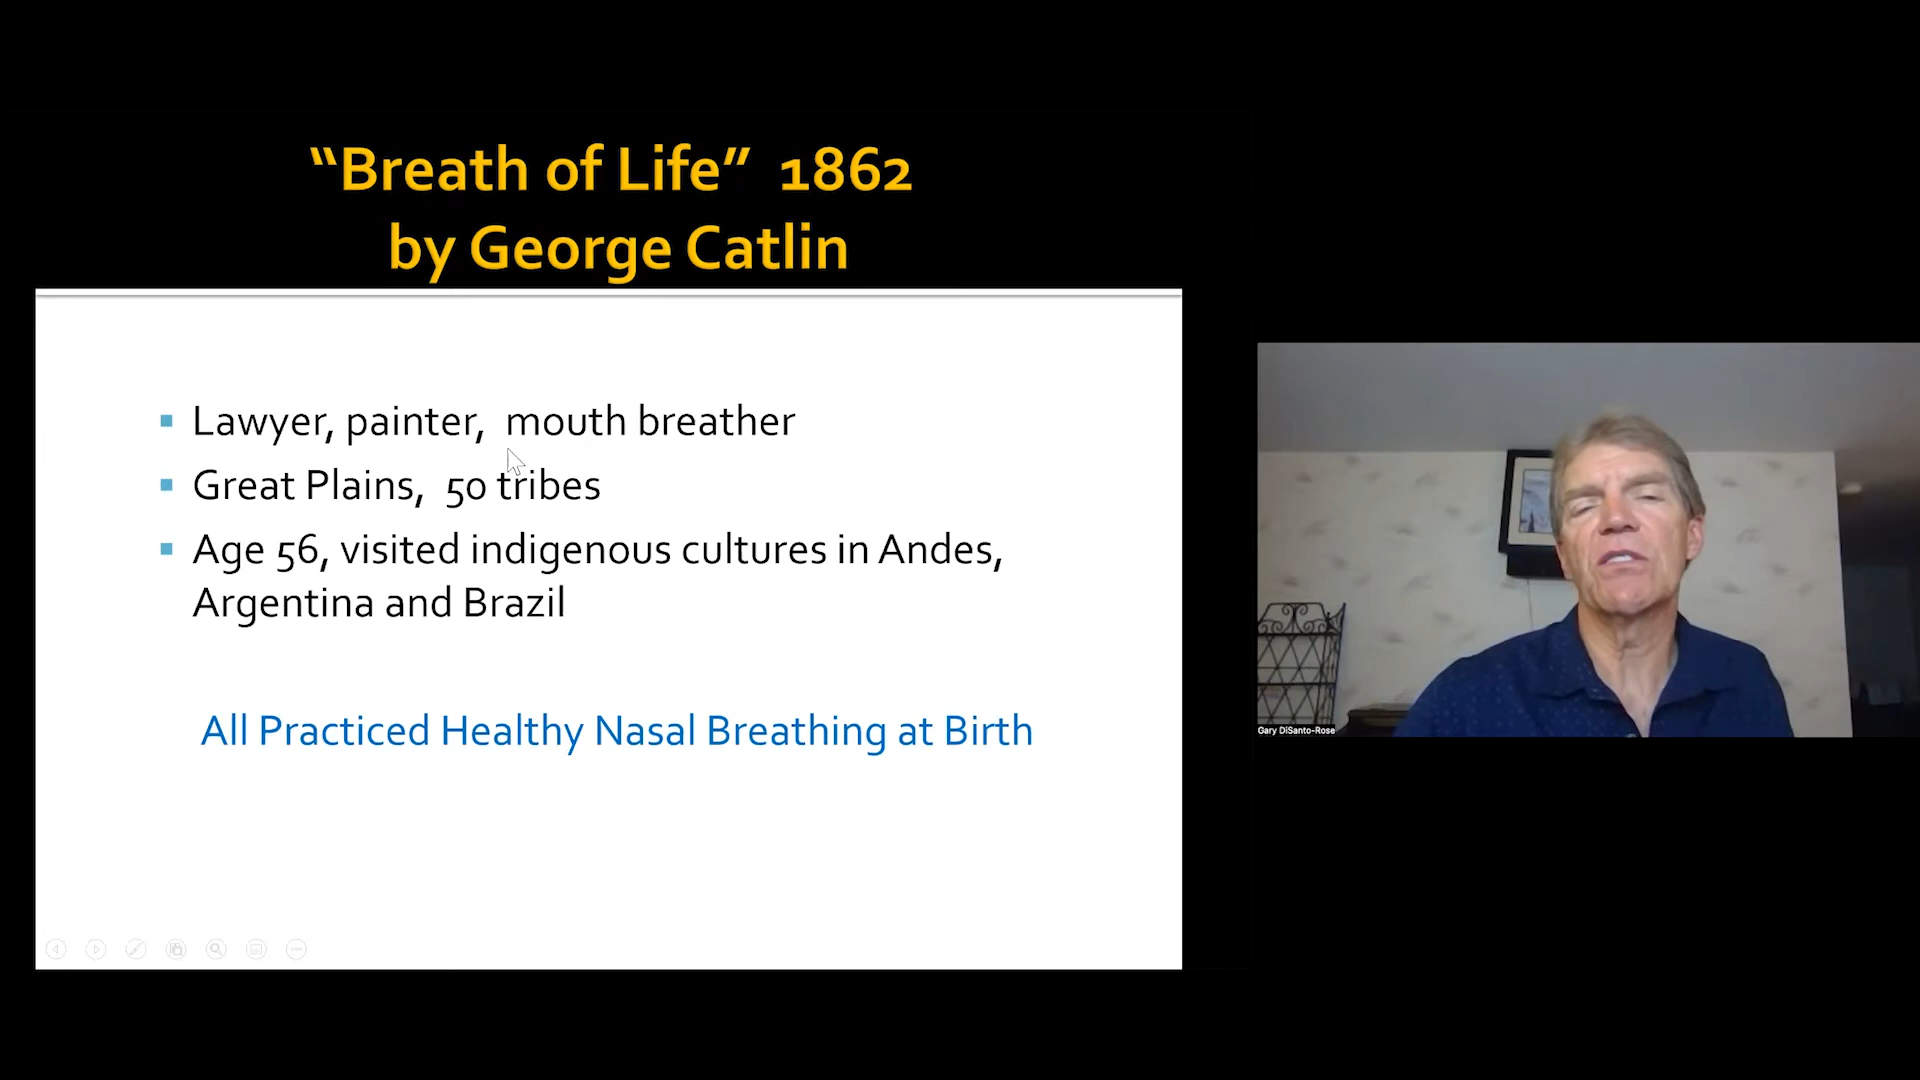 “Breath of Life” 1862
by George Catlin
Lawyer, painter, mouth breather
Great Plains, 50 tribes
Age 56, visited indigenous cultures in Andes,
Argentina and Brazil
All Practiced Healthy Nasal Breathing at Birth
Gary DiSanto-Rose